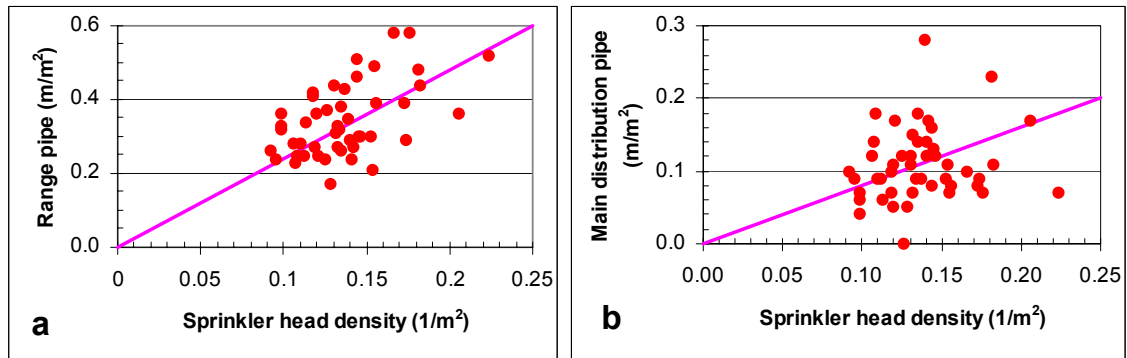 Range pipe (m/m²)
0.6
0.4
0.2
0.0
0 0.05 0.10 0.15 0.20 0.25
a Sprinkler head density (1/m²)
Main distribution pipe
(m/m²)
0.3
0.2
0.1
0.0
0.00 0.05 0.10 0.15 0.20 0.25
b Sprinkler head density (1/m²)